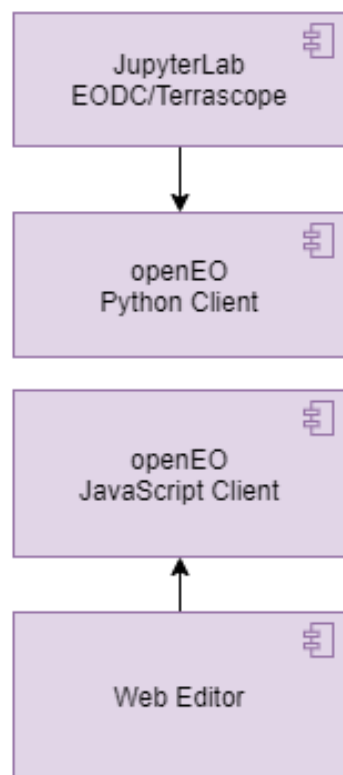 JupyterLab
EODC/Terrascope
openEO
Python Client
openEO
JavaScript Client
Web Editor